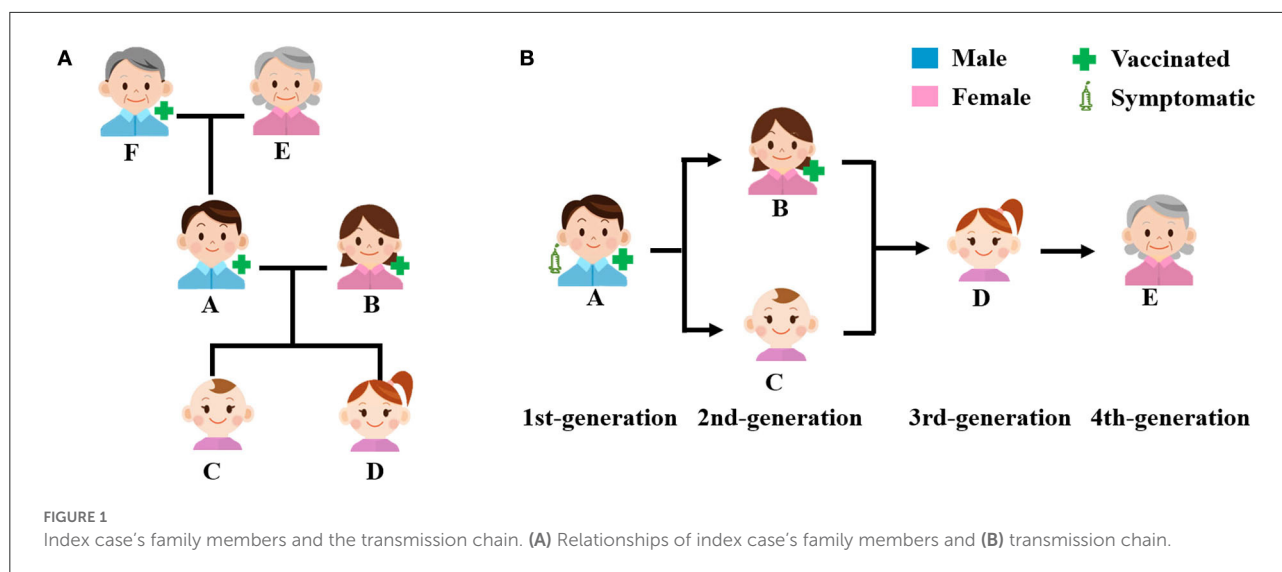 A
F
E
A
B
C
D
B
Male
Vaccinated
Female
Symptomatic
A
B
C
D
E
1st-generation 2nd-generation 3rd-generation 4th-generation
FIGURE 1
Index case's family members and the transmission chain. (A) Relationships of index case's family members and (B) transmission chain.